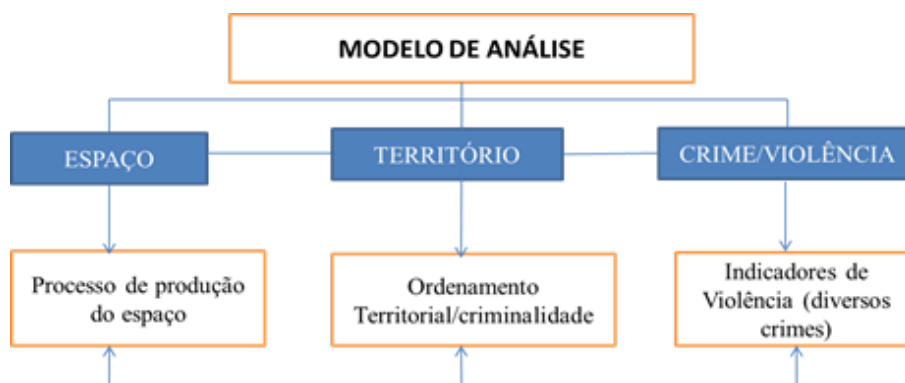 MODELO DE ANÁLISE
ESPAÇO
TERRITÓRIO
CRIME/VIOLÊNCIA
Processo de produção
do espaço
Ordenamento
Territorial/criminalidade
Indicadores de
Violência (diversos
crimes)